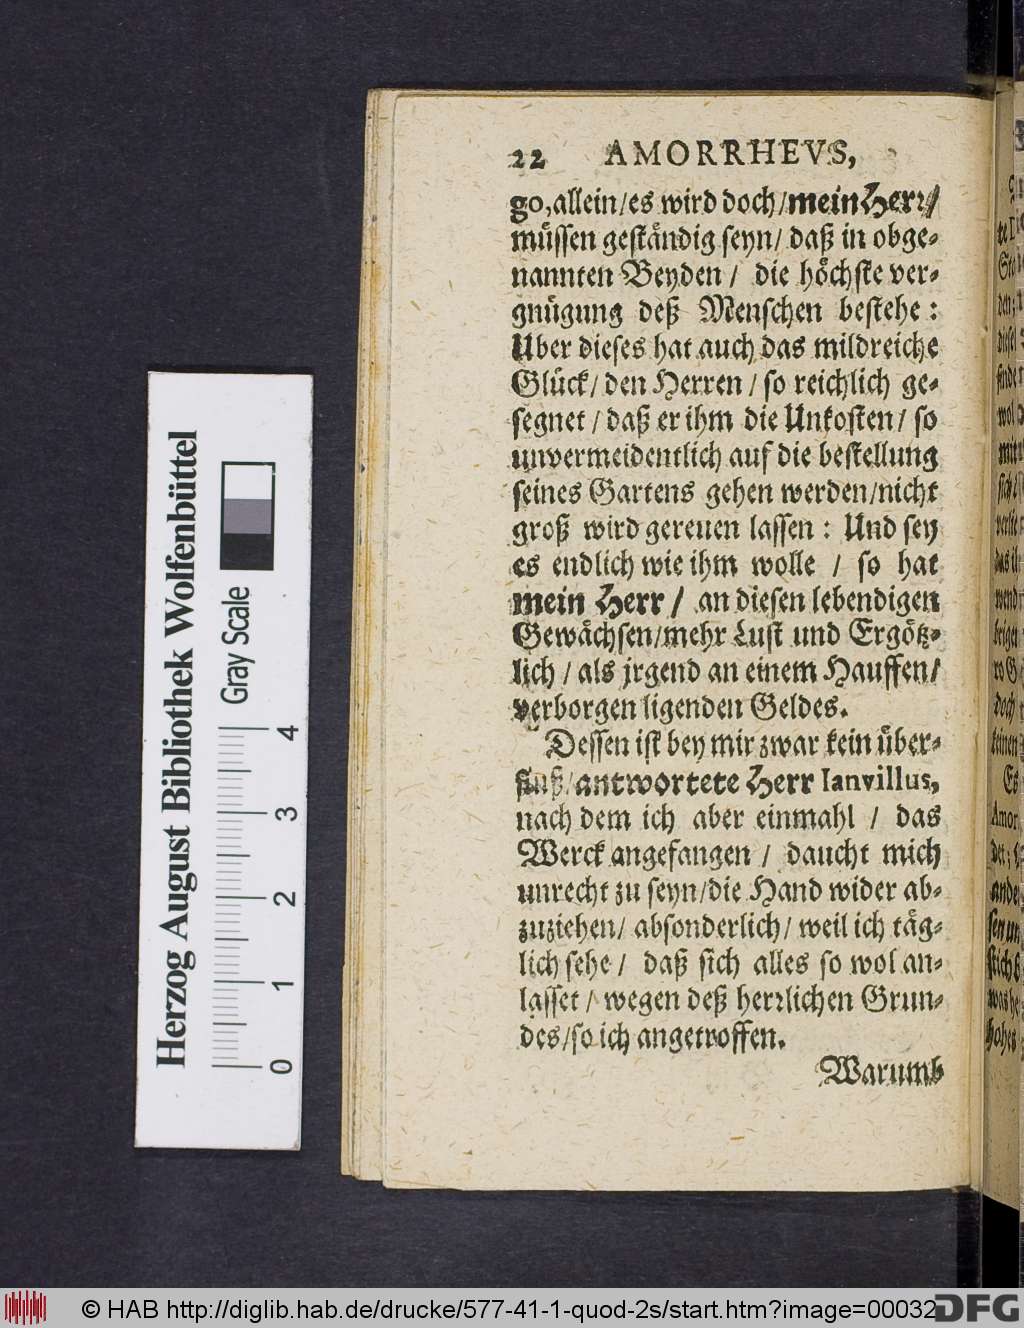 22 AMORRHEVS,
go, allein/es wird doch/mein Herr/
müssen geständig seyn/ daß in obge-
nannten Beyden / die höchste ver-
gnügung deß Menschen bestehe:
Uber dieses hat auch das mildreiche
Glück/ den Herren / so reichlich ge-
segnet / daß er ihm die Unkosten/ so
unvermeidentlich auf die bestellung
seines Gartens gehen werden/nicht
groß wird gereuen lassen: Und sey
es endlich wie ihm wolle / so hat
mein Herr / an diesen lebendigen
Gewächsen/mehr Lust und Ergötz-
lich / als jrgend an einem Hauffen/
verborgen ligenden Geldes.
Dessen ist bey mir zwar kein über-
fluß/antwortete Herr Ianvillus,
nach dem ich aber einmahl / das
Werck angefangen / daucht mich
unrecht zu seyn/die Hand wider ab-
zuziehen/ absonderlich/ weil ich täg-
lich sehe / daß sich alles so wol an-
lasset / wegen deß herrlichen Grun-
des/so ich angetroffen.
Warumb
Herzog August Bibliothek Wolfenbüttel
Gray Scale
0 1 2 3 4
© HAB http://diglib.hab.de/drucke/577-41-1-quod-2s/start.htm?image=00032
DFG